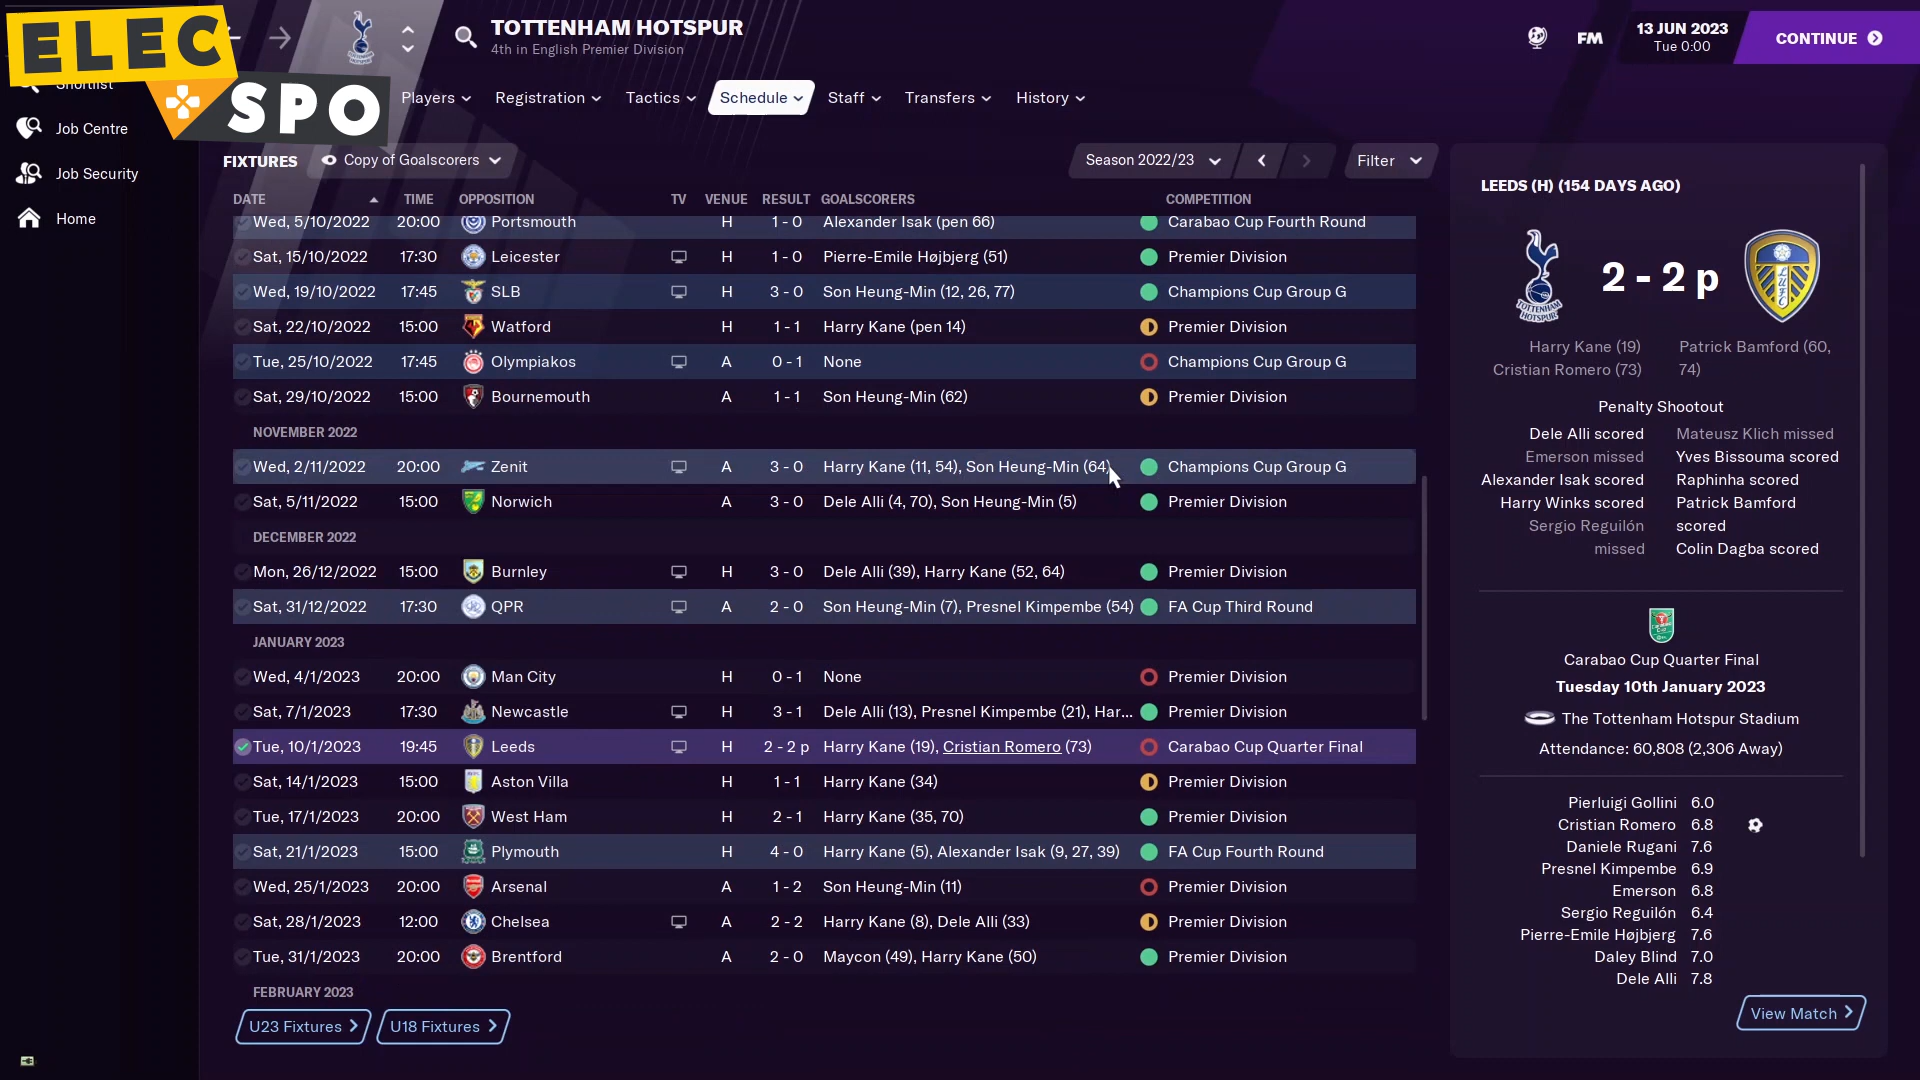 ELEC
SPO
TOTTENHAM HOTSPUR
4th in English Premier Division
FM
13 JUN 2023
Tue 0:00
CONTINUE
Shortlist
Job Centre
Job Security
Home
Players
Registration
Tactics
Schedule
Staff
Transfers
History
FIXTURES
Copy of Goalscorers
Season 2022/23
Filter
DATE TIME OPPOSITION TV VENUE RESULT GOALSCORERS COMPETITION
Wed, 5/10/2022 20:00 Portsmouth H 1 - 0 Alexander Isak (pen 66) Carabao Cup Fourth Round
Sat, 15/10/2022 17:30 Leicester H 1 - 0 Pierre-Emile Højbjerg (51) Premier Division
Wed, 19/10/2022 17:45 SLB H 3 - 0 Son Heung-Min (12, 26, 77) Champions Cup Group G
Sat, 22/10/2022 15:00 Watford H 1 - 1 Harry Kane (pen 14) Premier Division
Tue, 25/10/2022 17:45 Olympiakos A 0 - 1 None Champions Cup Group G
Sat, 29/10/2022 15:00 Bournemouth A 1 - 1 Son Heung-Min (62) Premier Division
NOVEMBER 2022
Wed, 2/11/2022 20:00 Zenit A 3 - 0 Harry Kane (11, 54), Son Heung-Min (64) Champions Cup Group G
Sat, 5/11/2022 15:00 Norwich A 3 - 0 Dele Alli (4, 70), Son Heung-Min (5) Premier Division
DECEMBER 2022
Mon, 26/12/2022 15:00 Burnley H 3 - 0 Dele Alli (39), Harry Kane (52, 64) Premier Division
Sat, 31/12/2022 17:30 QPR A 2 - 0 Son Heung-Min (7), Presnel Kimpembe (54) FA Cup Third Round
JANUARY 2023
Wed, 4/1/2023 20:00 Man City H 0 - 1 None Premier Division
Sat, 7/1/2023 17:30 Newcastle H 3 - 1 Dele Alli (13), Presnel Kimpembe (21), Har... Premier Division
Tue, 10/1/2023 19:45 Leeds H 2 - 2 p Harry Kane (19), Cristian Romero (73) Carabao Cup Quarter Final
Sat, 14/1/2023 15:00 Aston Villa H 1 - 1 Harry Kane (34) Premier Division
Tue, 17/1/2023 20:00 West Ham H 2 - 1 Harry Kane (35, 70) Premier Division
Sat, 21/1/2023 15:00 Plymouth H 4 - 0 Harry Kane (5), Alexander Isak (9, 27, 39) FA Cup Fourth Round
Wed, 25/1/2023 20:00 Arsenal A 1 - 2 Son Heung-Min (11) Premier Division
Sat, 28/1/2023 12:00 Chelsea A 2 - 2 Harry Kane (8), Dele Alli (33) Premier Division
Tue, 31/1/2023 20:00 Brentford A 2 - 0 Maycon (49), Harry Kane (50) Premier Division
FEBRUARY 2023
U23 Fixtures
U18 Fixtures
LEEDS (H) (154 DAYS AGO)
TOTTENHAM
HOTSPUR
2 - 2 p
LUFC
Harry Kane (19) Patrick Bamford (60,
Cristian Romero (73) 74)
Penalty Shootout
Dele Alli scored Mateusz Klich missed
Emerson missed Yves Bissouma scored
Alexander Isak scored Raphinha scored
Harry Winks scored Patrick Bamford
Sergio Reguilón scored
missed Colin Dagba scored
Carabao Cup Quarter Final
Tuesday 10th January 2023
The Tottenham Hotspur Stadium
Attendance: 60,808 (2,306 Away)
Pierluigi Gollini 6.0
Cristian Romero 6.8
Daniele Rugani 7.6
Presnel Kimpembe 6.9
Emerson 6.8
Sergio Reguilón 6.4
Pierre-Emile Højbjerg 7.6
Daley Blind 7.0
Dele Alli 7.8
View Match